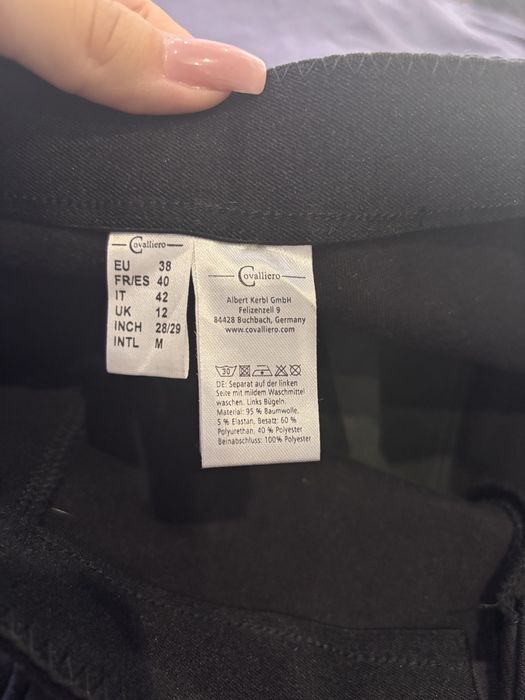 Covalliero
EU 38
FR/ES 40
IT 42
UK 12
INCH 28/29
INTL M
Covalliero
Albert Kerbl GmbH
Felizenzell 9
84428 Buchbach, Germany
www.covalliero.com
30
DE: Separat auf der linken
Seite mit mildem Waschmittel
waschen. Links Bügeln.
Material: 95 % Baumwolle,
5 % Elastan, Besatz: 60 %
Polyurethan, 40 % Polyester
Beinabschluss: 100% Polyester